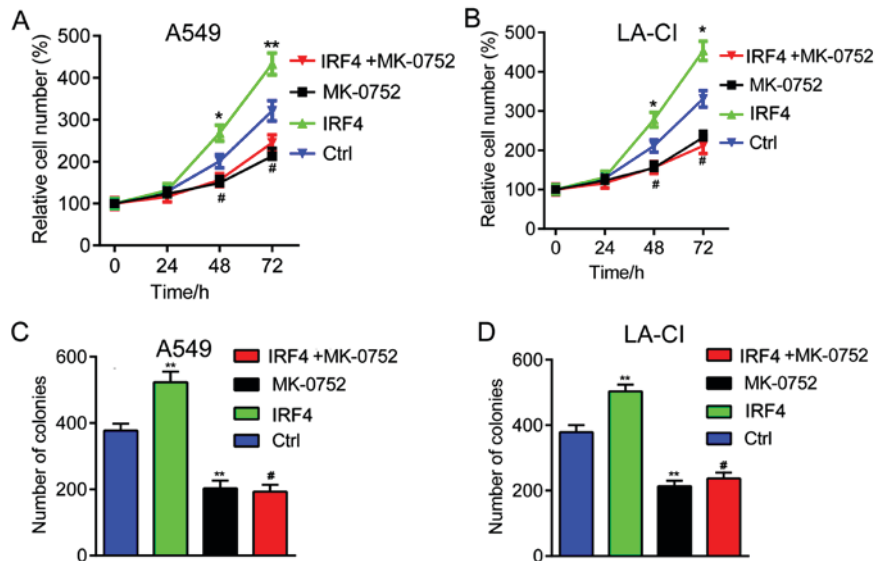 A
A549
Relative cell number (%)
500
400
300
200
100
0
*
**
#
#
0 24 48 72
Time/h
IRF4 +MK-0752
MK-0752
IRF4
Ctrl
B
LA-CI
Relative cell number (%)
500
400
300
200
100
0
*
*
#
#
0 24 48 72
Time/h
IRF4 +MK-0752
MK-0752
IRF4
Ctrl
C
A549
Number of colonies
600
400
200
0
**
**
#
IRF4 +MK-0752
MK-0752
IRF4
Ctrl
D
LA-CI
Number of colonies
600
400
200
0
**
**
#
IRF4 +MK-0752
MK-0752
IRF4
Ctrl